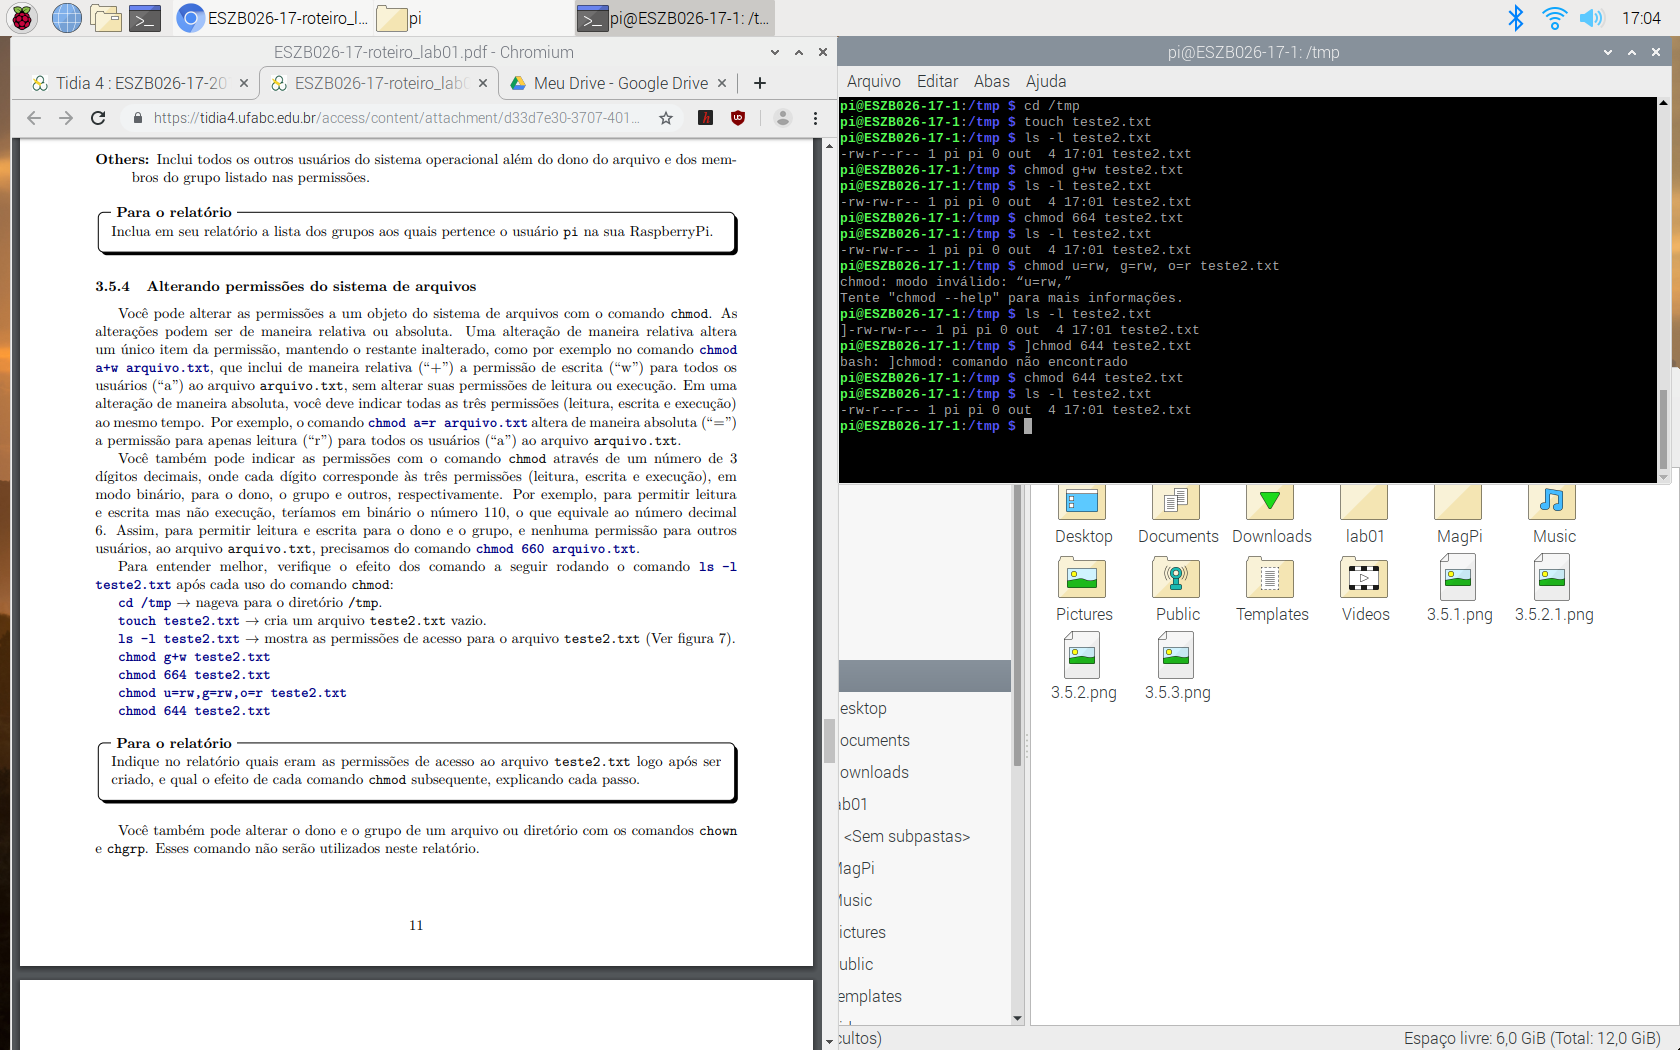 ESZB026-17-roteiro_l...
pi
pi@ESZB026-17-1: /t...
17:04
ESZB026-17-roteiro_lab01.pdf - Chromium
Tidia 4 : ESZB026-17-20
ESZB026-17-roteiro_lab0
Meu Drive - Google Drive
https://tidia4.ufabc.edu.br/access/content/attachment/d33d7e30-3707-401...
Others: Inclui todos os outros usuários do sistema operacional além do dono do arquivo e dos mem-
bros do grupo listado nas permissões.
Para o relatório
Inclua em seu relatório a lista dos grupos aos quais pertence o usuário pi na sua RaspberryPi.
3.5.4 Alterando permissões do sistema de arquivos
Você pode alterar as permissões a um objeto do sistema de arquivos com o comando chmod. As
alterações podem ser de maneira relativa ou absoluta. Uma alteração de maneira relativa altera
um único item da permissão, mantendo o restante inalterado, como por exemplo no comando chmod
a+w arquivo.txt, que inclui de maneira relativa (“+”) a permissão de escrita (“w”) para todos os
usuários (“a”) ao arquivo arquivo.txt, sem alterar suas permissões de leitura ou execução. Em uma
alteração de maneira absoluta, você deve indicar todas as três permissões (leitura, escrita e execução)
ao mesmo tempo. Por exemplo, o comando chmod a=r arquivo.txt altera de maneira absoluta (“=”)
a permissão para apenas leitura (“r”) para todos os usuários (“a”) ao arquivo arquivo.txt.
Você também pode indicar as permissões com o comando chmod através de um número de 3
dígitos decimais, onde cada dígito corresponde às três permissões (leitura, escrita e execução), em
modo binário, para o dono, o grupo e outros, respectivamente. Por exemplo, para permitir leitura
e escrita mas não execução, teríamos em binário o número 110, o que equivale ao número decimal
6. Assim, para permitir leitura e escrita para o dono e o grupo, e nenhuma permissão para outros
usuários, ao arquivo arquivo.txt, precisamos do comando chmod 660 arquivo.txt.
Para entender melhor, verifique o efeito dos comando a seguir rodando o comando ls -l
teste2.txt após cada uso do comando chmod:
cd /tmp → nageva para o diretório /tmp.
touch teste2.txt → cria um arquivo teste2.txt vazio.
ls -l teste2.txt → mostra as permissões de acesso para o arquivo teste2.txt (Ver figura 7).
chmod g+w teste2.txt
chmod 664 teste2.txt
chmod u=rw,g=rw,o=r teste2.txt
chmod 644 teste2.txt
Para o relatório
Indique no relatório quais eram as permissões de acesso ao arquivo teste2.txt logo após ser
criado, e qual o efeito de cada comando chmod subsequente, explicando cada passo.
Você também pode alterar o dono e o grupo de um arquivo ou diretório com os comandos chown
e chgrp. Esses comando não serão utilizados neste relatório.
11
pi@ESZB026-17-1: /tmp
Arquivo Editar Abas Ajuda
pi@ESZB026-17-1:/tmp $ cd /tmp
pi@ESZB026-17-1:/tmp $ touch teste2.txt
pi@ESZB026-17-1:/tmp $ ls -l teste2.txt
-rw-r--r-- 1 pi pi 0 out  4 17:01 teste2.txt
pi@ESZB026-17-1:/tmp $ chmod g+w teste2.txt
pi@ESZB026-17-1:/tmp $ ls -l teste2.txt
-rw-rw-r-- 1 pi pi 0 out  4 17:01 teste2.txt
pi@ESZB026-17-1:/tmp $ chmod 664 teste2.txt
pi@ESZB026-17-1:/tmp $ ls -l teste2.txt
-rw-rw-r-- 1 pi pi 0 out  4 17:01 teste2.txt
pi@ESZB026-17-1:/tmp $ chmod u=rw, g=rw, o=r teste2.txt
chmod: modo inválido: “u=rw,”
Tente "chmod --help" para mais informações.
pi@ESZB026-17-1:/tmp $ ls -l teste2.txt
]-rw-rw-r-- 1 pi pi 0 out  4 17:01 teste2.txt
pi@ESZB026-17-1:/tmp $ ]chmod 644 teste2.txt
bash: ]chmod: comando não encontrado
pi@ESZB026-17-1:/tmp $ chmod 644 teste2.txt
pi@ESZB026-17-1:/tmp $ ls -l teste2.txt
-rw-r--r-- 1 pi pi 0 out  4 17:01 teste2.txt
pi@ESZB026-17-1:/tmp $
Desktop Documents Downloads lab01 MagPi Music
Pictures Public Templates Videos 3.5.1.png 3.5.2.1.png
3.5.2.png 3.5.3.png
esktop
ocuments
ownloads
ab01
<Sem subpastas>
MagPi
Music
ictures
ublic
emplates
cultos)
Espaço livre: 6,0 GiB (Total: 12,0 GiB)